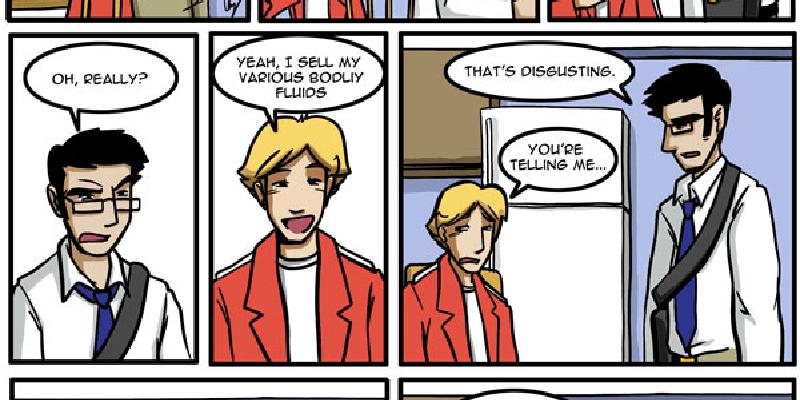 OH, REALLY?
YEAH, I SELL MY
VARIOUS BODLIY
FLUIDS
THAT'S DISGUSTING.
YOU'RE
TELLING ME...